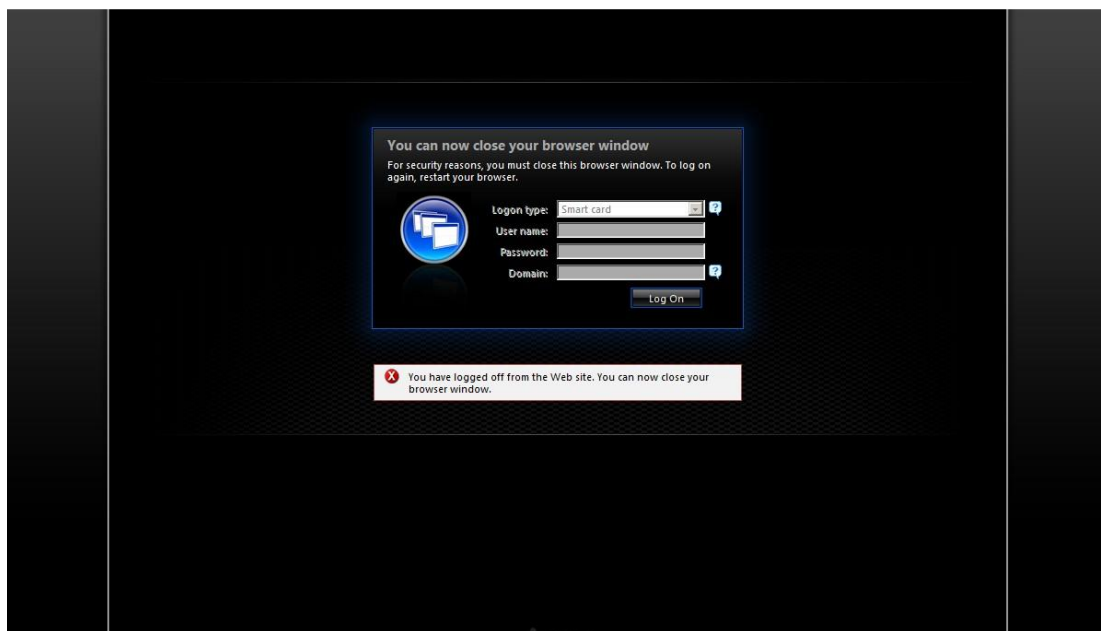 You can now close your browser window
For security reasons, you must close this browser window. To log on
again, restart your browser.
Logon type: Smart card
User name:
Password:
Domain:
Log On
You have logged off from the Web site. You can now close your
browser window.